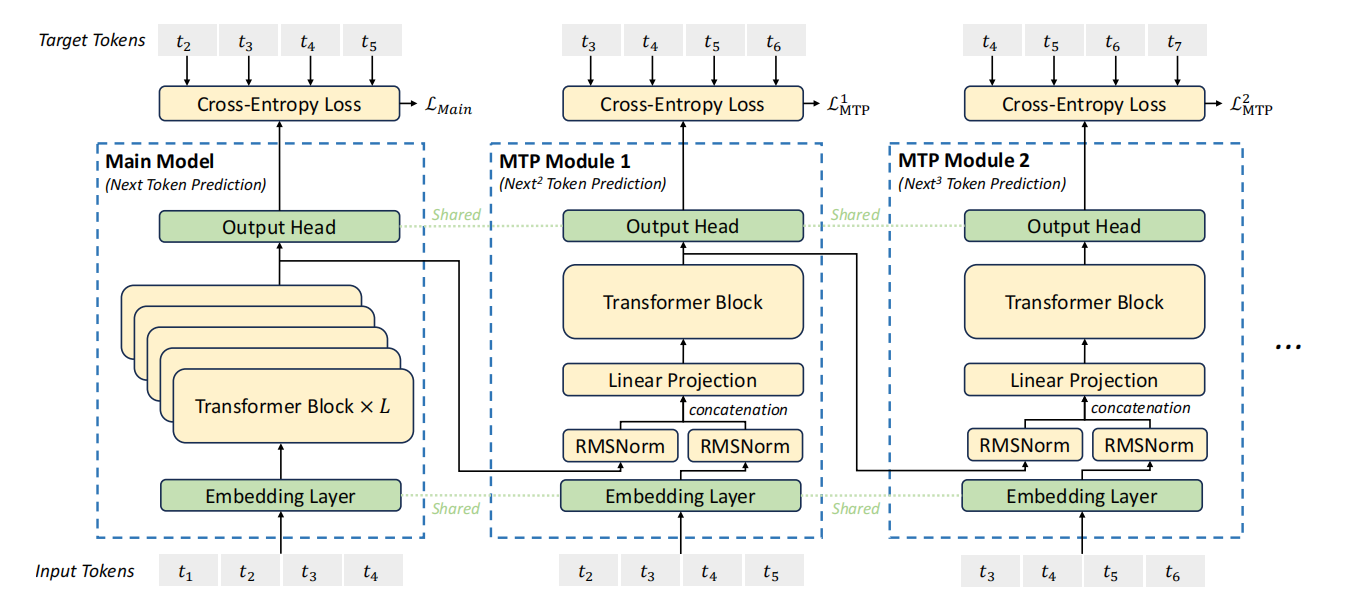 Target Tokens t₂ t₃ t₄ t₅ t₃ t₄ t₅ t₆ t₄ t₅ t₆ t₇
Cross-Entropy Loss ℒ_Main Cross-Entropy Loss ℒ¹_MTP Cross-Entropy Loss ℒ²_MTP
Main Model MTP Module 1 MTP Module 2
(Next Token Prediction) (Next² Token Prediction) (Next³ Token Prediction)
Output Head Shared Output Head Shared Output Head
Transformer Block Transformer Block
Transformer Block × L Linear Projection Linear Projection
concatenation concatenation
RMSNorm RMSNorm RMSNorm RMSNorm
Embedding Layer Shared Embedding Layer Shared Embedding Layer
...
Input Tokens t₁ t₂ t₃ t₄ t₂ t₃ t₄ t₅ t₃ t₄ t₅ t₆